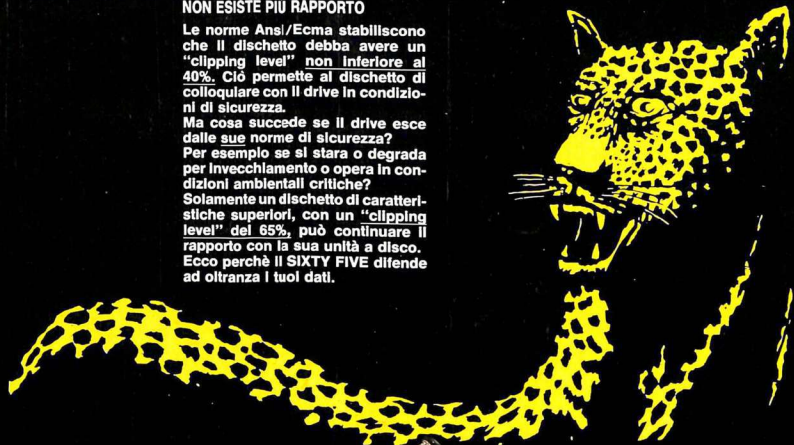 NON ESISTE PIÙ RAPPORTO
Le norme Ansi/Ecma stabiliscono
che il dischetto debba avere un
"clipping level" non inferiore al
40%. Ciò permette al dischetto di
colloquiare con il drive in condizio-
ni di sicurezza.
Ma cosa succede se il drive esce
dalle sue norme di sicurezza?
Per esempio se si stara o degrada
per invecchiamento o opera in con-
dizioni ambientali critiche?
Solamente un dischetto di caratteri-
stiche superiori, con un "clipping
level" del 65%, può continuare il
rapporto con la sua unità a disco.
Ecco perchè il SIXTY FIVE difende
ad oltranza i tuoi dati.